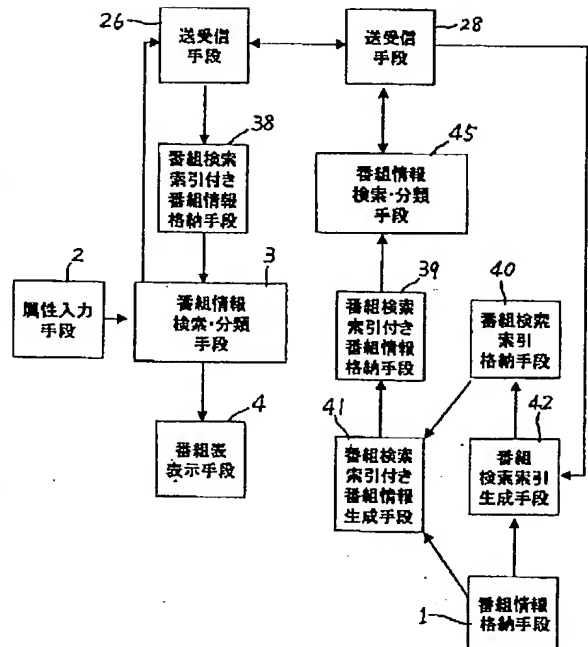 26
送受信
手段
28
送受信
手段
38
番組検索
索引付き
番組情報
格納手段
45
番組情報
検索・分類
手段
2
属性入力
手段
3
番組情報
検索・分類
手段
39
番組検索
索引付き
番組情報
格納手段
40
番組検索
索引
格納手段
4
番組表
表示手段
41
番組検索
索引付き
番組情報
生成手段
42
番組
検索索引
生成手段
1
番組情報
格納手段